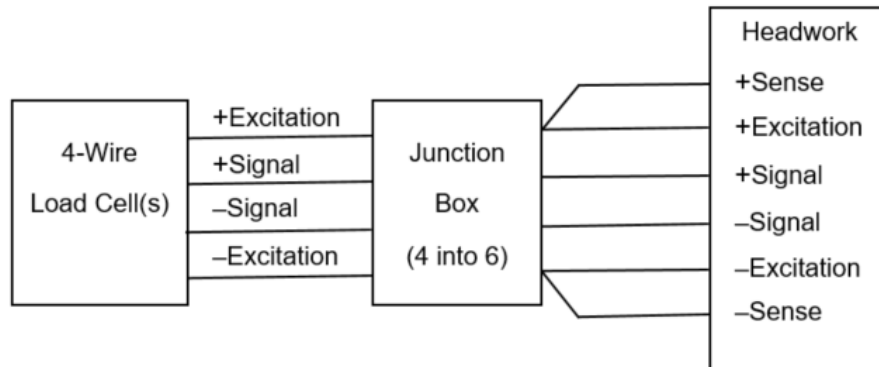 Headwork
+Sense
+Excitation
+Signal
–Signal
–Excitation
–Sense
4-Wire
Load Cell(s)
+Excitation
+Signal
–Signal
–Excitation
Junction
Box
(4 into 6)